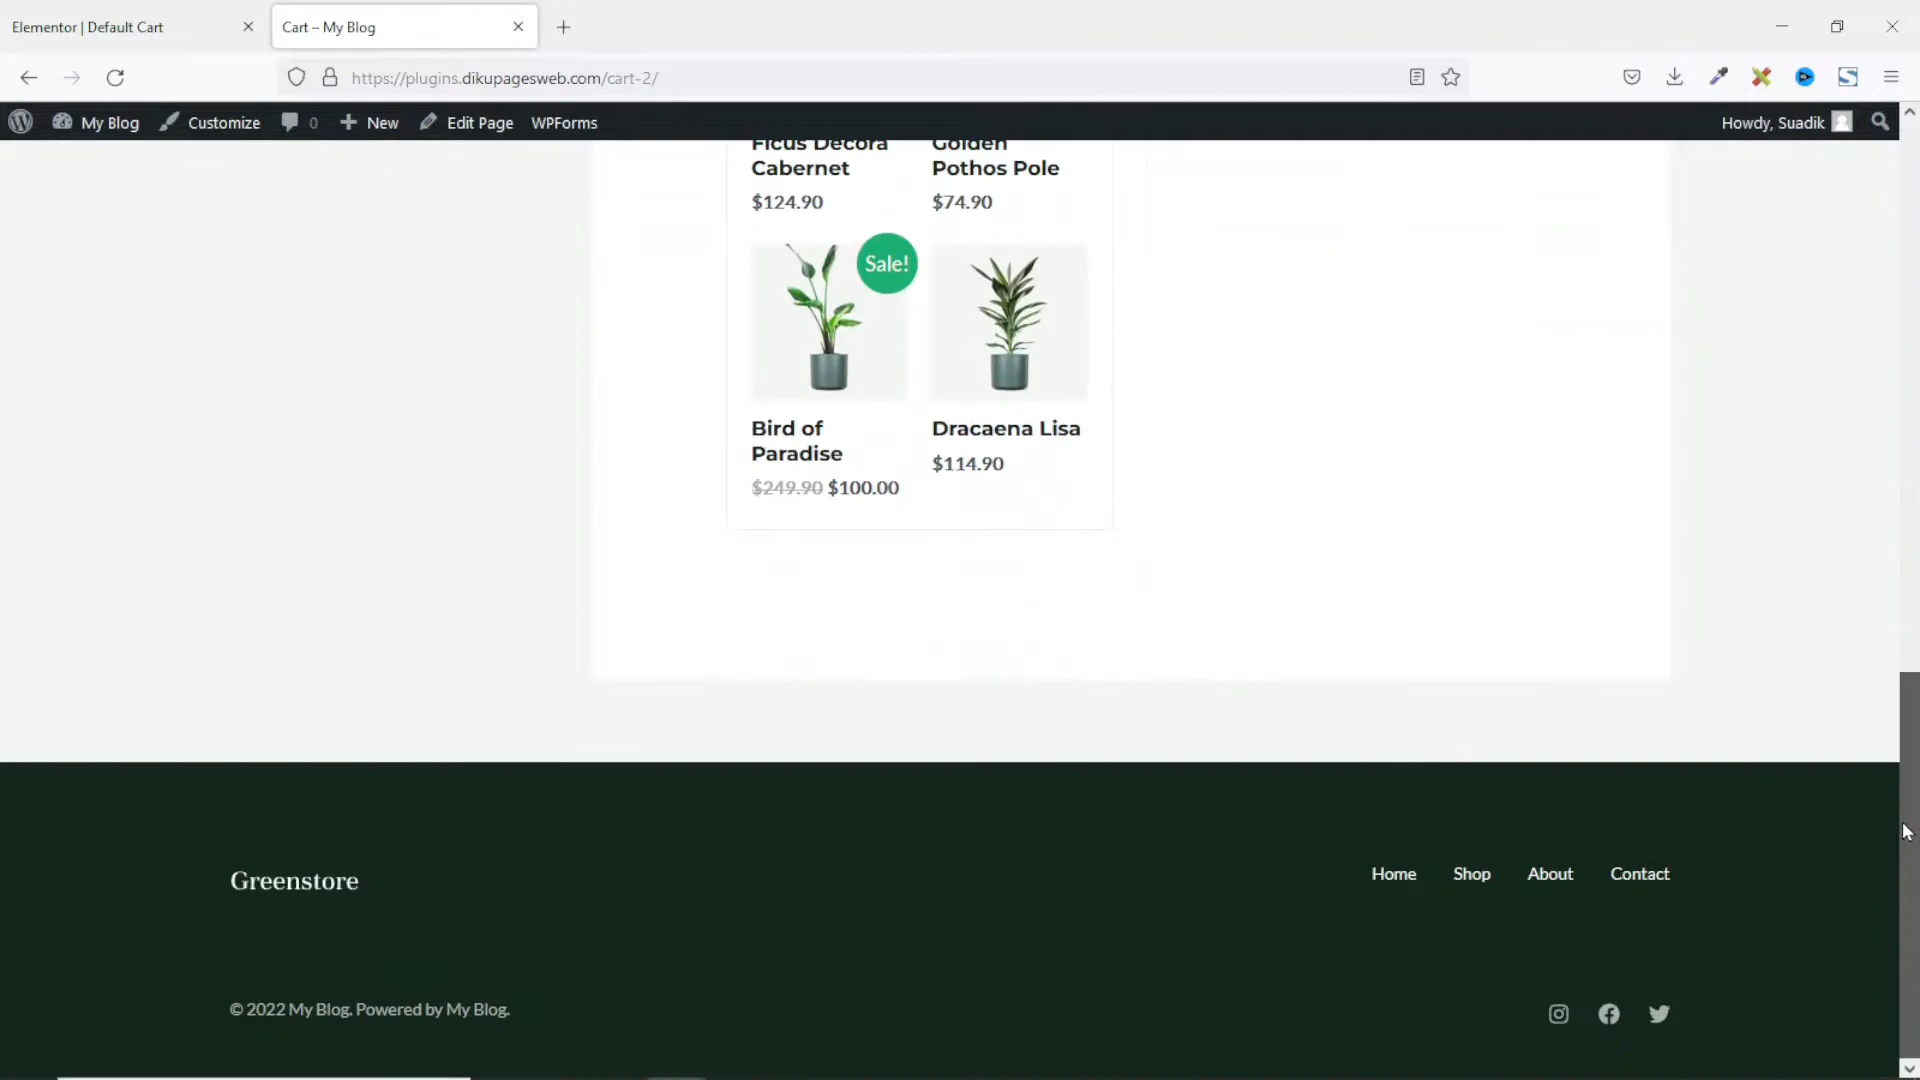 Elementor | Default Cart
Cart – My Blog
https://plugins.dikupagesweb.com/cart-2/
My Blog
Customize
0
New
Edit Page
WPForms
Howdy, Suadik
Ficus Decora
Cabernet
$124.90
Golden
Pothos Pole
$74.90
Sale!
Bird of
Paradise
$249.90 $100.00
Dracaena Lisa
$114.90
Greenstore
Home
Shop
About
Contact
© 2022 My Blog. Powered by My Blog.